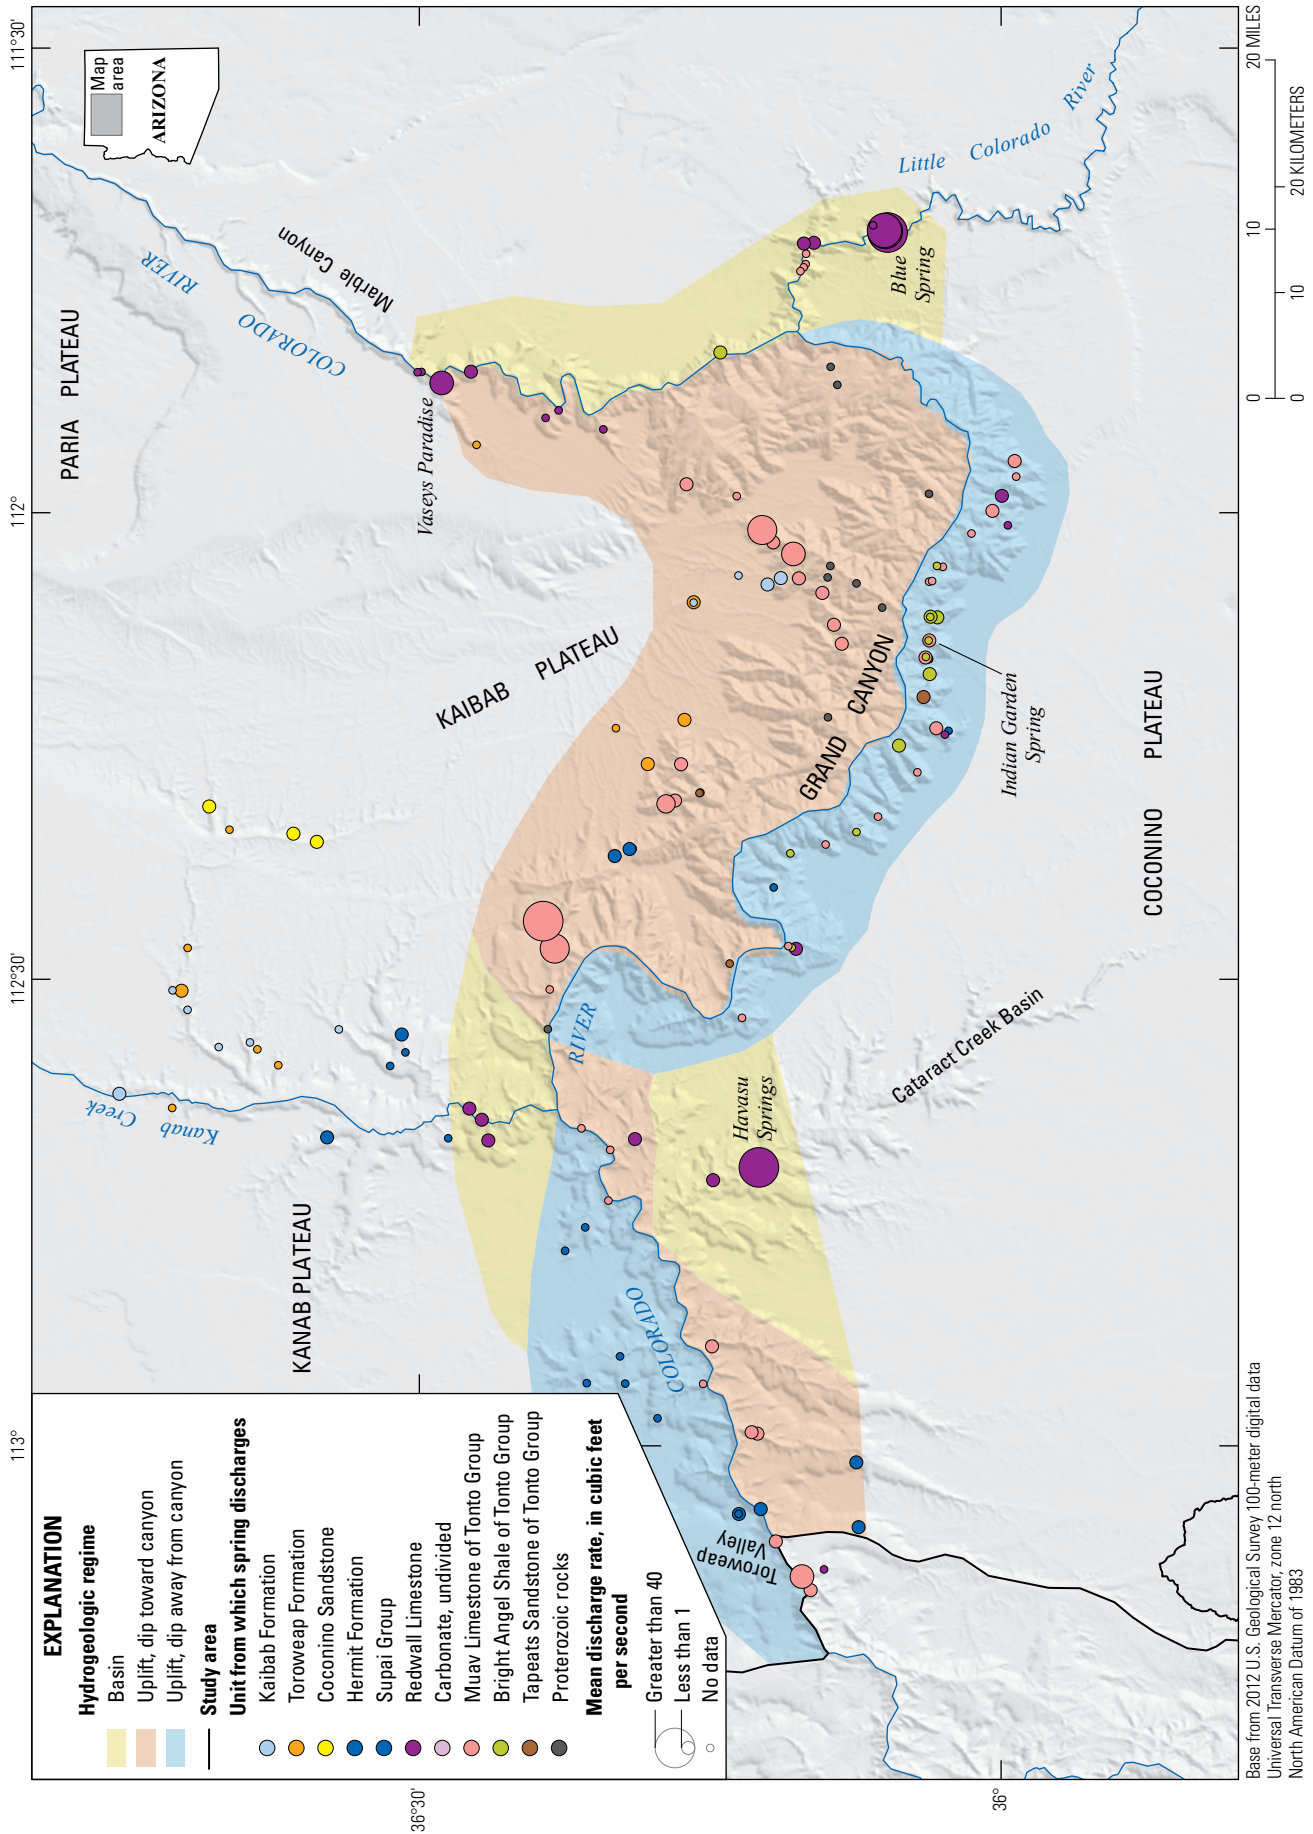 EXPLANATION
Hydrogeologic regime
Basin
Uplift, dip toward canyon
Uplift, dip away from canyon
Study area
Unit from which spring discharges
Kaibab Formation
Toroweap Formation
Coconino Sandstone
Hermit Formation
Supai Group
Redwall Limestone
Carbonate, undivided
Muav Limestone of Tonto Group
Bright Angel Shale of Tonto Group
Tapeats Sandstone of Tonto Group
Proterozoic rocks
Mean discharge rate, in cubic feet
per second
Greater than 40
Less than 1
No data
113°
112°30'
112°
111°30'
36°30'
36°
Map
area
ARIZONA
PARIA PLATEAU
COLORADO
RIVER
Marble Canyon
Vaseys Paradise
KAIBAB
PLATEAU
Kanab
Creek
KANAB PLATEAU
RIVER
COLORADO
GRAND
CANYON
Havasu
Springs
Cataract Creek Basin
Toroweap
Valley
Indian Garden
Spring
Blue
Spring
Little Colorado River
COCONINO PLATEAU
Base from 2012 U.S. Geological Survey 100-meter digital data
Universal Transverse Mercator, zone 12 north
North American Datum of 1983
0 10 20 MILES
0 10 20 KILOMETERS